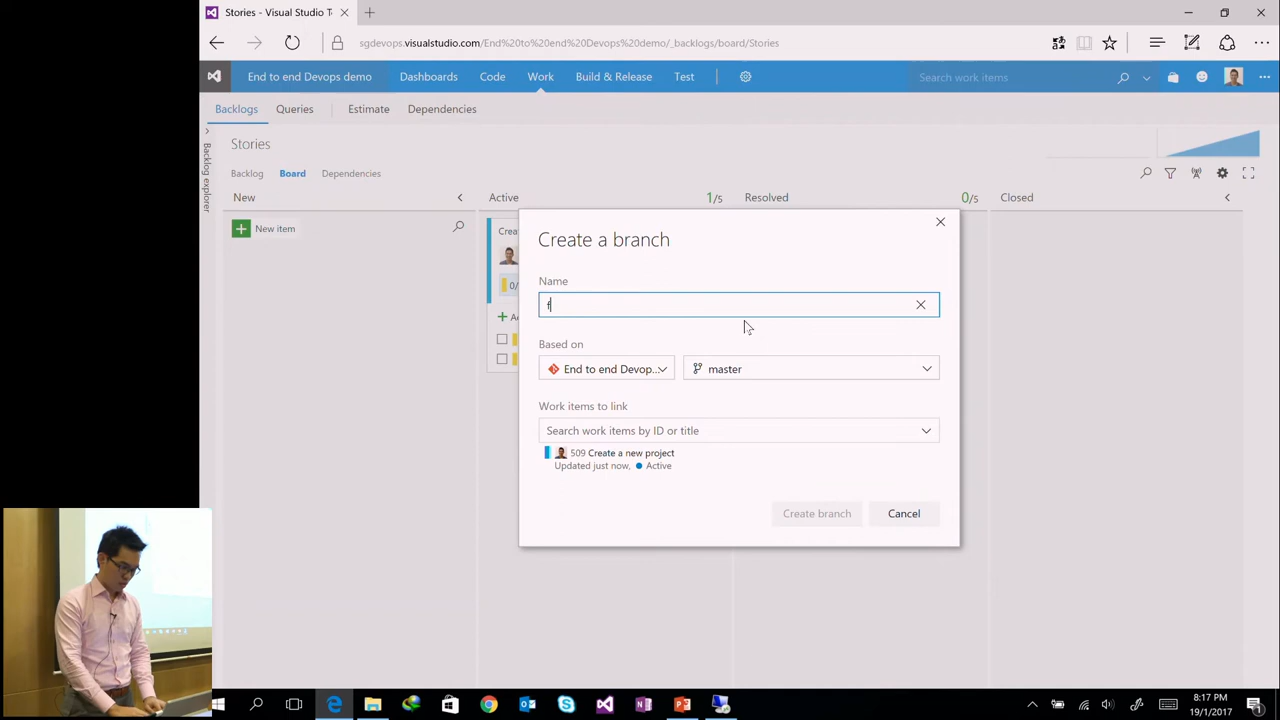 Stories - Visual Studio T
sgdevops.visualstudio.com/End%20to%20end%20Devops%20demo/_backlogs/board/Stories
End to end Devops demo
Dashboards
Code
Work
Build & Release
Test
Search work items
Backlogs
Queries
Estimate
Dependencies
Backlog explorer
Stories
Backlog
Board
Dependencies
New
Active
1/5
Resolved
0/5
Closed
New item
Crea
0/
Create a branch
Name
f
Based on
End to end Devop...
master
Work items to link
Search work items by ID or title
509 Create a new project
Updated just now, Active
Create branch
Cancel
8:17 PM
19/1/2017